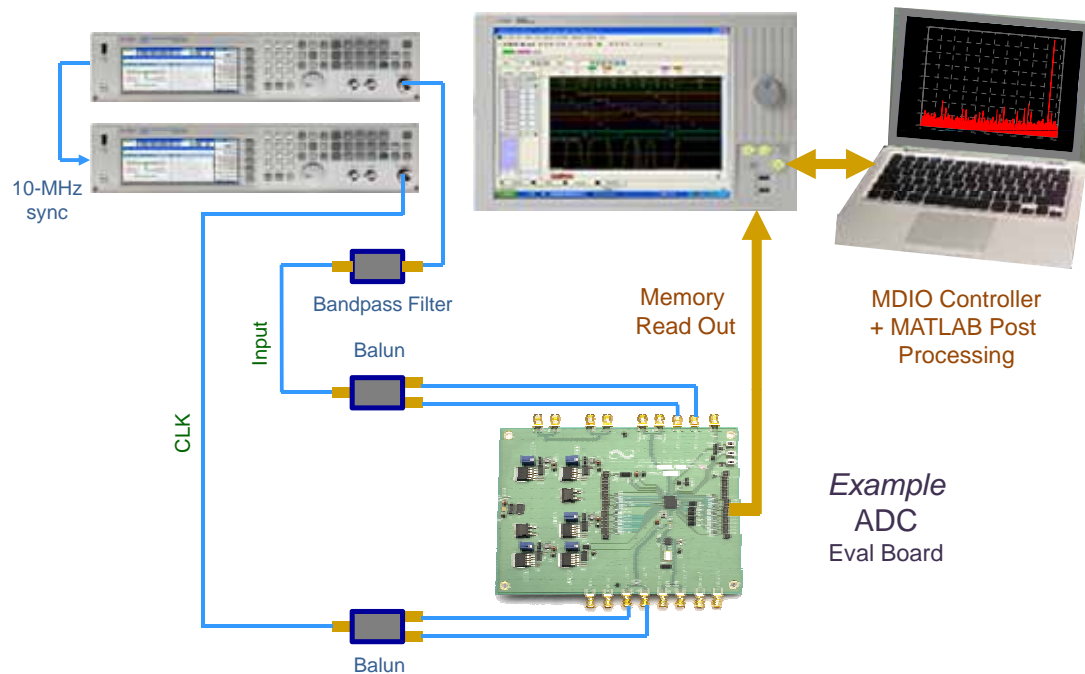 10-MHz
sync
Bandpass Filter
Input
Balun
CLK
Memory
Read Out
MDIO Controller
+ MATLAB Post
Processing
Example
ADC
Eval Board
Balun